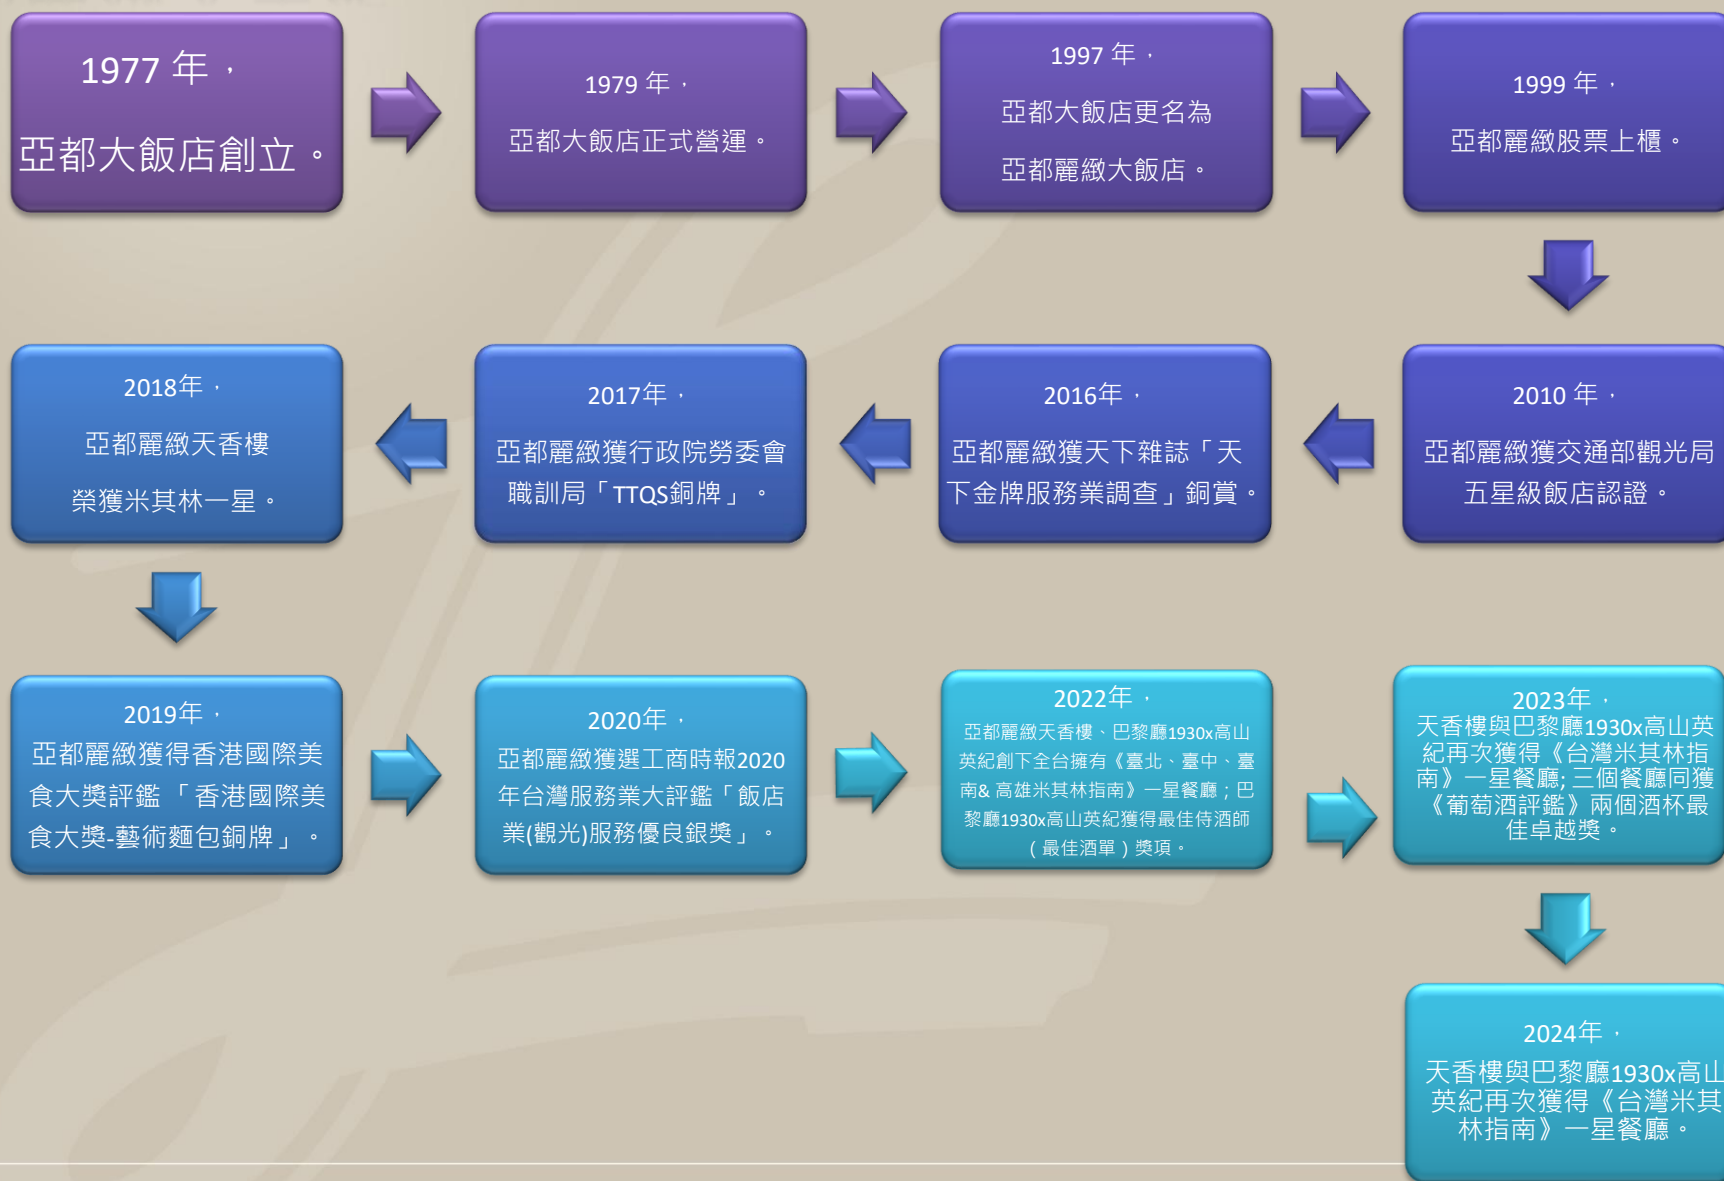 1977 年，
亞都大飯店創立。
1979 年，
亞都大飯店正式營運。
1997 年，
亞都大飯店更名為
亞都麗緻大飯店。
1999 年，
亞都麗緻股票上櫃。
2010 年，
亞都麗緻獲交通部觀光局
五星級飯店認證。
2016年，
亞都麗緻獲天下雜誌「天
下金牌服務業調查」銅賞。
2017年，
亞都麗緻獲行政院勞委會
職訓局「TTQS銅牌」。
2018年，
亞都麗緻天香樓
榮獲米其林一星。
2019年，
亞都麗緻獲得香港國際美
食大獎評鑑「香港國際美
食大獎-藝術麵包銅牌」。
2020年，
亞都麗緻獲選工商時報2020
年台灣服務業大評鑑「飯店
業(觀光)服務優良銀獎」。
2022年，
亞都麗緻天香樓、巴黎廳1930x高山
英紀創下全台擁有《臺北、臺中、臺
南& 高雄米其林指南》一星餐廳；巴
黎廳1930x高山英紀獲得最佳侍酒師
（最佳酒單）獎項。
2023年，
天香樓與巴黎廳1930x高山英
紀再次獲得《台灣米其林指
南》一星餐廳; 三個餐廳同獲
《葡萄酒評鑑》兩個酒杯最
佳卓越獎。
2024年，
天香樓與巴黎廳1930x高山
英紀再次獲得《台灣米其
林指南》一星餐廳。